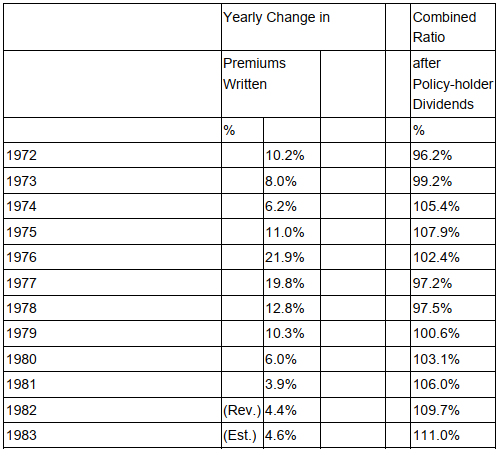 Yearly Change in Combined
Ratio
Premiums after
Written Policy-holder
Dividends
% %
1972 10.2% 96.2%
1973 8.0% 99.2%
1974 6.2% 105.4%
1975 11.0% 107.9%
1976 21.9% 102.4%
1977 19.8% 97.2%
1978 12.8% 97.5%
1979 10.3% 100.6%
1980 6.0% 103.1%
1981 3.9% 106.0%
1982 (Rev.) 4.4% 109.7%
1983 (Est.) 4.6% 111.0%